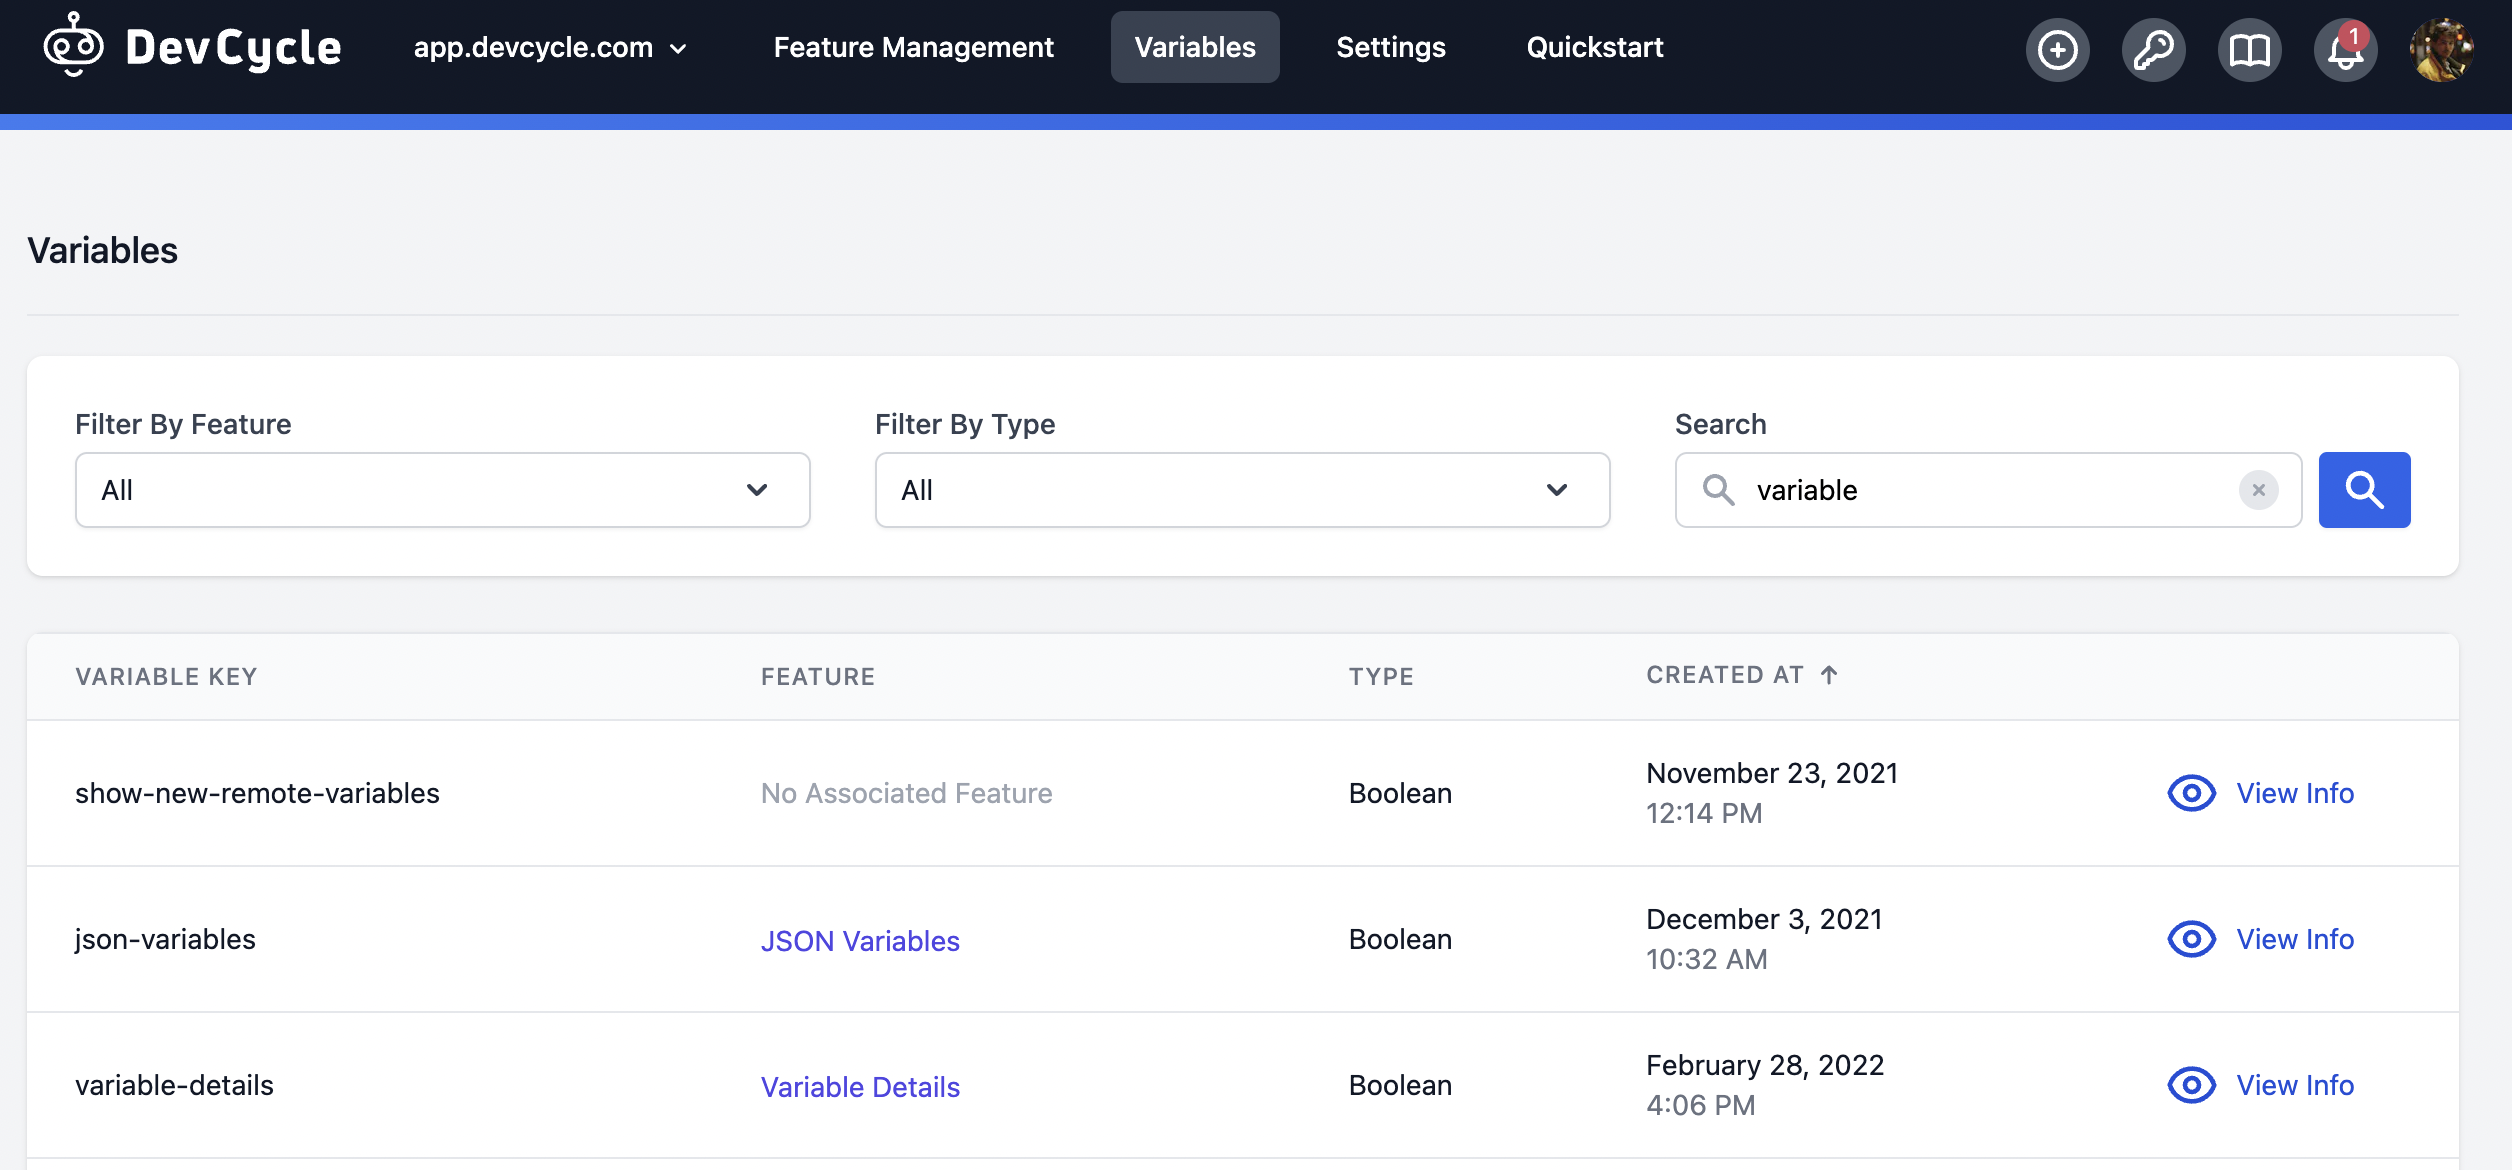 DevCycle
app.devcycle.com
Feature Management
Variables
Settings
Quickstart
1
Variables
Filter By Feature
All
Filter By Type
All
Search
variable
VARIABLE KEY FEATURE TYPE CREATED AT
show-new-remote-variables No Associated Feature Boolean November 23, 2021 View Info
12:14 PM
json-variables JSON Variables Boolean December 3, 2021 View Info
10:32 AM
variable-details Variable Details Boolean February 28, 2022 View Info
4:06 PM